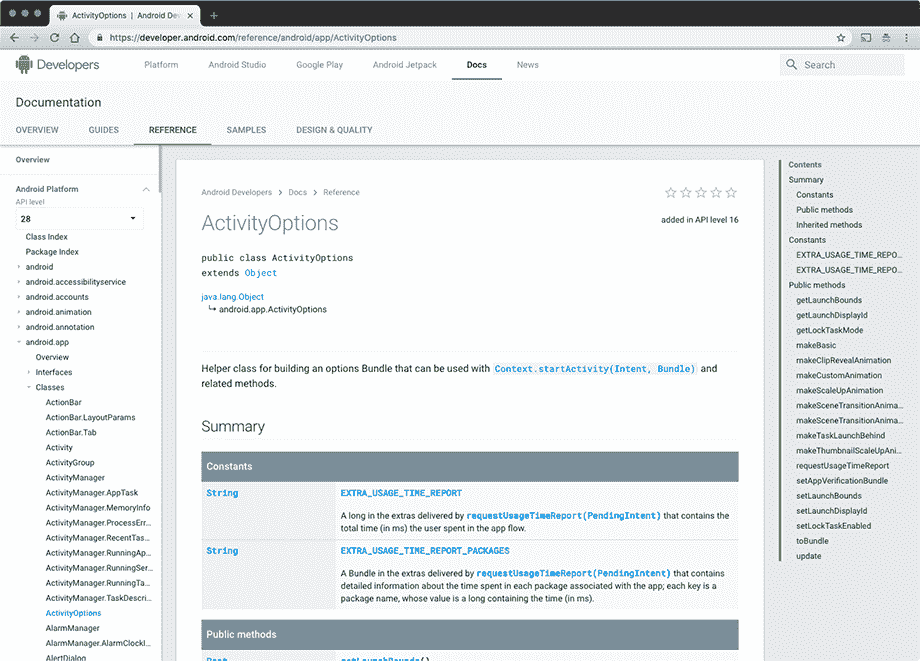 ActivityOptions | Android Dev
https://developer.android.com/reference/android/app/ActivityOptions
Developers
Platform
Android Studio
Google Play
Android Jetpack
Docs
News
Search
Documentation
OVERVIEW
GUIDES
REFERENCE
SAMPLES
DESIGN & QUALITY
Overview
Android Platform
API level
28
Class Index
Package Index
android
android.accessibilityservice
android.accounts
android.animation
android.annotation
android.app
Overview
Interfaces
Classes
ActionBar
ActionBar.LayoutParams
ActionBar.Tab
Activity
ActivityGroup
ActivityManager
ActivityManager.AppTask
ActivityManager.MemoryInfo
ActivityManager.ProcessErr...
ActivityManager.RecentTas...
ActivityManager.RunningAp...
ActivityManager.RunningSer...
ActivityManager.RunningTa...
ActivityManager.TaskDescri...
ActivityOptions
AlarmManager
AlarmManager.AlarmClockI...
AlertDialog
Android Developers > Docs > Reference
ActivityOptions
added in API level 16
public class ActivityOptions
extends Object
java.lang.Object
↳ android.app.ActivityOptions
Helper class for building an options Bundle that can be used with Context.startActivity(Intent, Bundle) and
related methods.
Summary
Constants
String EXTRA_USAGE_TIME_REPORT
A long in the extras delivered by requestUsageTimeReport(PendingIntent) that contains the
total time (in ms) the user spent in the app flow.
String EXTRA_USAGE_TIME_REPORT_PACKAGES
A Bundle in the extras delivered by requestUsageTimeReport(PendingIntent) that contains
detailed information about the time spent in each package associated with the app; each key is a
package name, whose value is a long containing the time (in ms).
Public methods
Rect getLaunchBounds()
Contents
Summary
Constants
Public methods
Inherited methods
Constants
EXTRA_USAGE_TIME_REPO...
EXTRA_USAGE_TIME_REPO...
Public methods
getLaunchBounds
getLaunchDisplayId
getLockTaskMode
makeBasic
makeClipRevealAnimation
makeCustomAnimation
makeScaleUpAnimation
makeSceneTransitionAnima...
makeSceneTransitionAnima...
makeTaskLaunchBehind
makeThumbnailScaleUpAni...
requestUsageTimeReport
setAppVerificationBundle
setLaunchBounds
setLaunchDisplayId
setLockTaskEnabled
toBundle
update